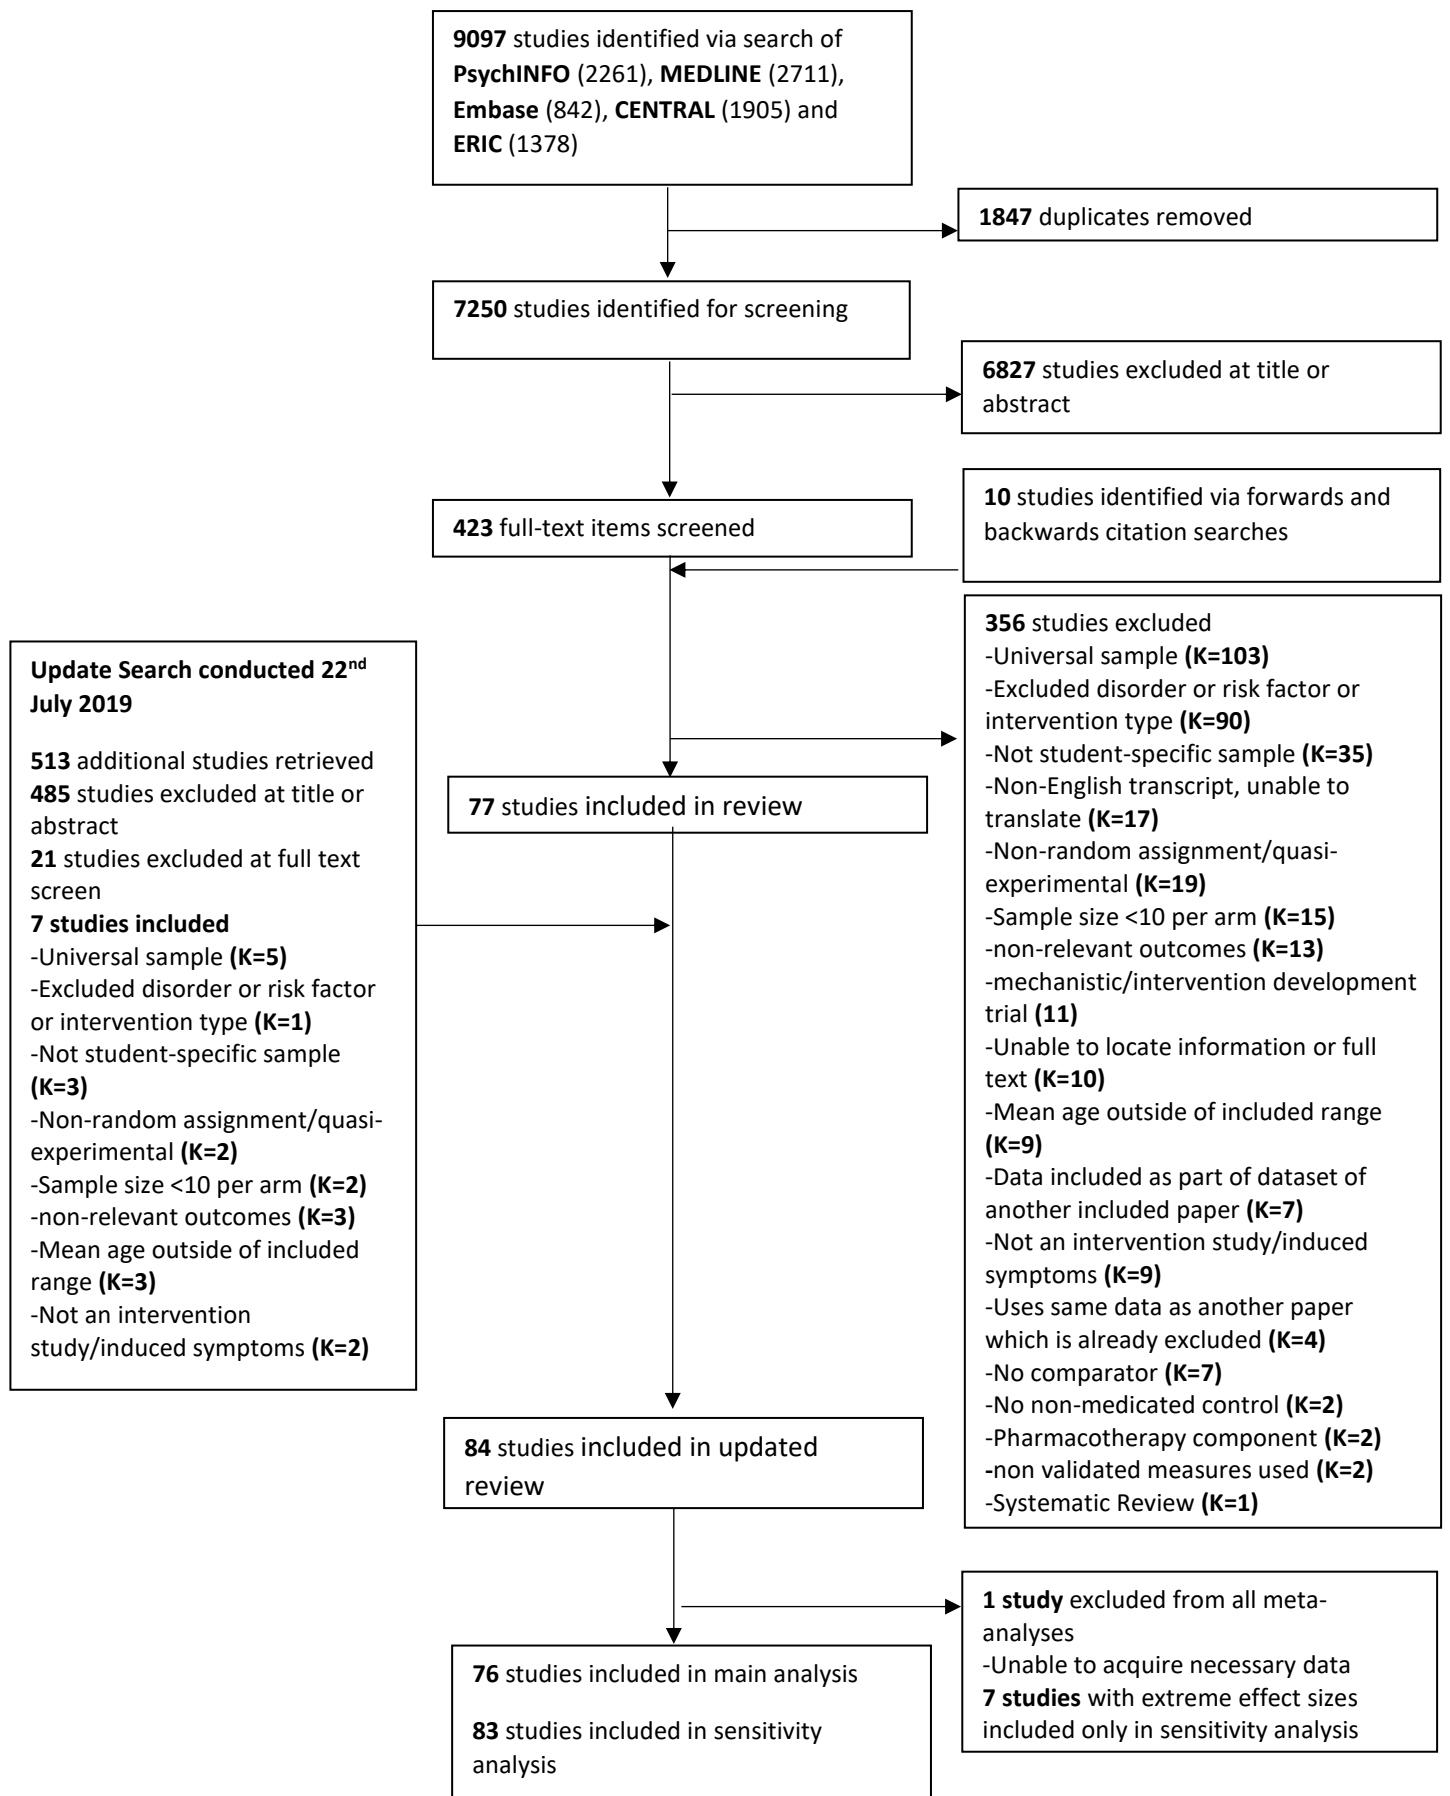 9097 studies identified via search of
PsychINFO (2261), MEDLINE (2711),
Embase (842), CENTRAL (1905) and
ERIC (1378)
1847 duplicates removed
7250 studies identified for screening
6827 studies excluded at title or
abstract
423 full-text items screened
10 studies identified via forwards and
backwards citation searches
356 studies excluded
-Universal sample (K=103)
-Excluded disorder or risk factor or
intervention type (K=90)
-Not student-specific sample (K=35)
-Non-English transcript, unable to
translate (K=17)
-Non-random assignment/quasi-
experimental (K=19)
-Sample size <10 per arm (K=15)
-non-relevant outcomes (K=13)
-mechanistic/intervention development
trial (11)
-Unable to locate information or full
text (K=10)
-Mean age outside of included range
(K=9)
-Data included as part of dataset of
another included paper (K=7)
-Not an intervention study/induced
symptoms (K=9)
-Uses same data as another paper
which is already excluded (K=4)
-No comparator (K=7)
-No non-medicated control (K=2)
-Pharmacotherapy component (K=2)
-non validated measures used (K=2)
-Systematic Review (K=1)
Update Search conducted 22nd
July 2019
513 additional studies retrieved
485 studies excluded at title or
abstract
21 studies excluded at full text
screen
7 studies included
-Universal sample (K=5)
-Excluded disorder or risk factor
or intervention type (K=1)
-Not student-specific sample
(K=3)
-Non-random assignment/quasi-
experimental (K=2)
-Sample size <10 per arm (K=2)
-non-relevant outcomes (K=3)
-Mean age outside of included
range (K=3)
-Not an intervention
study/induced symptoms (K=2)
77 studies included in review
84 studies included in updated
review
1 study excluded from all meta-
analyses
-Unable to acquire necessary data
7 studies with extreme effect sizes
included only in sensitivity analysis
76 studies included in main analysis
83 studies included in sensitivity
analysis